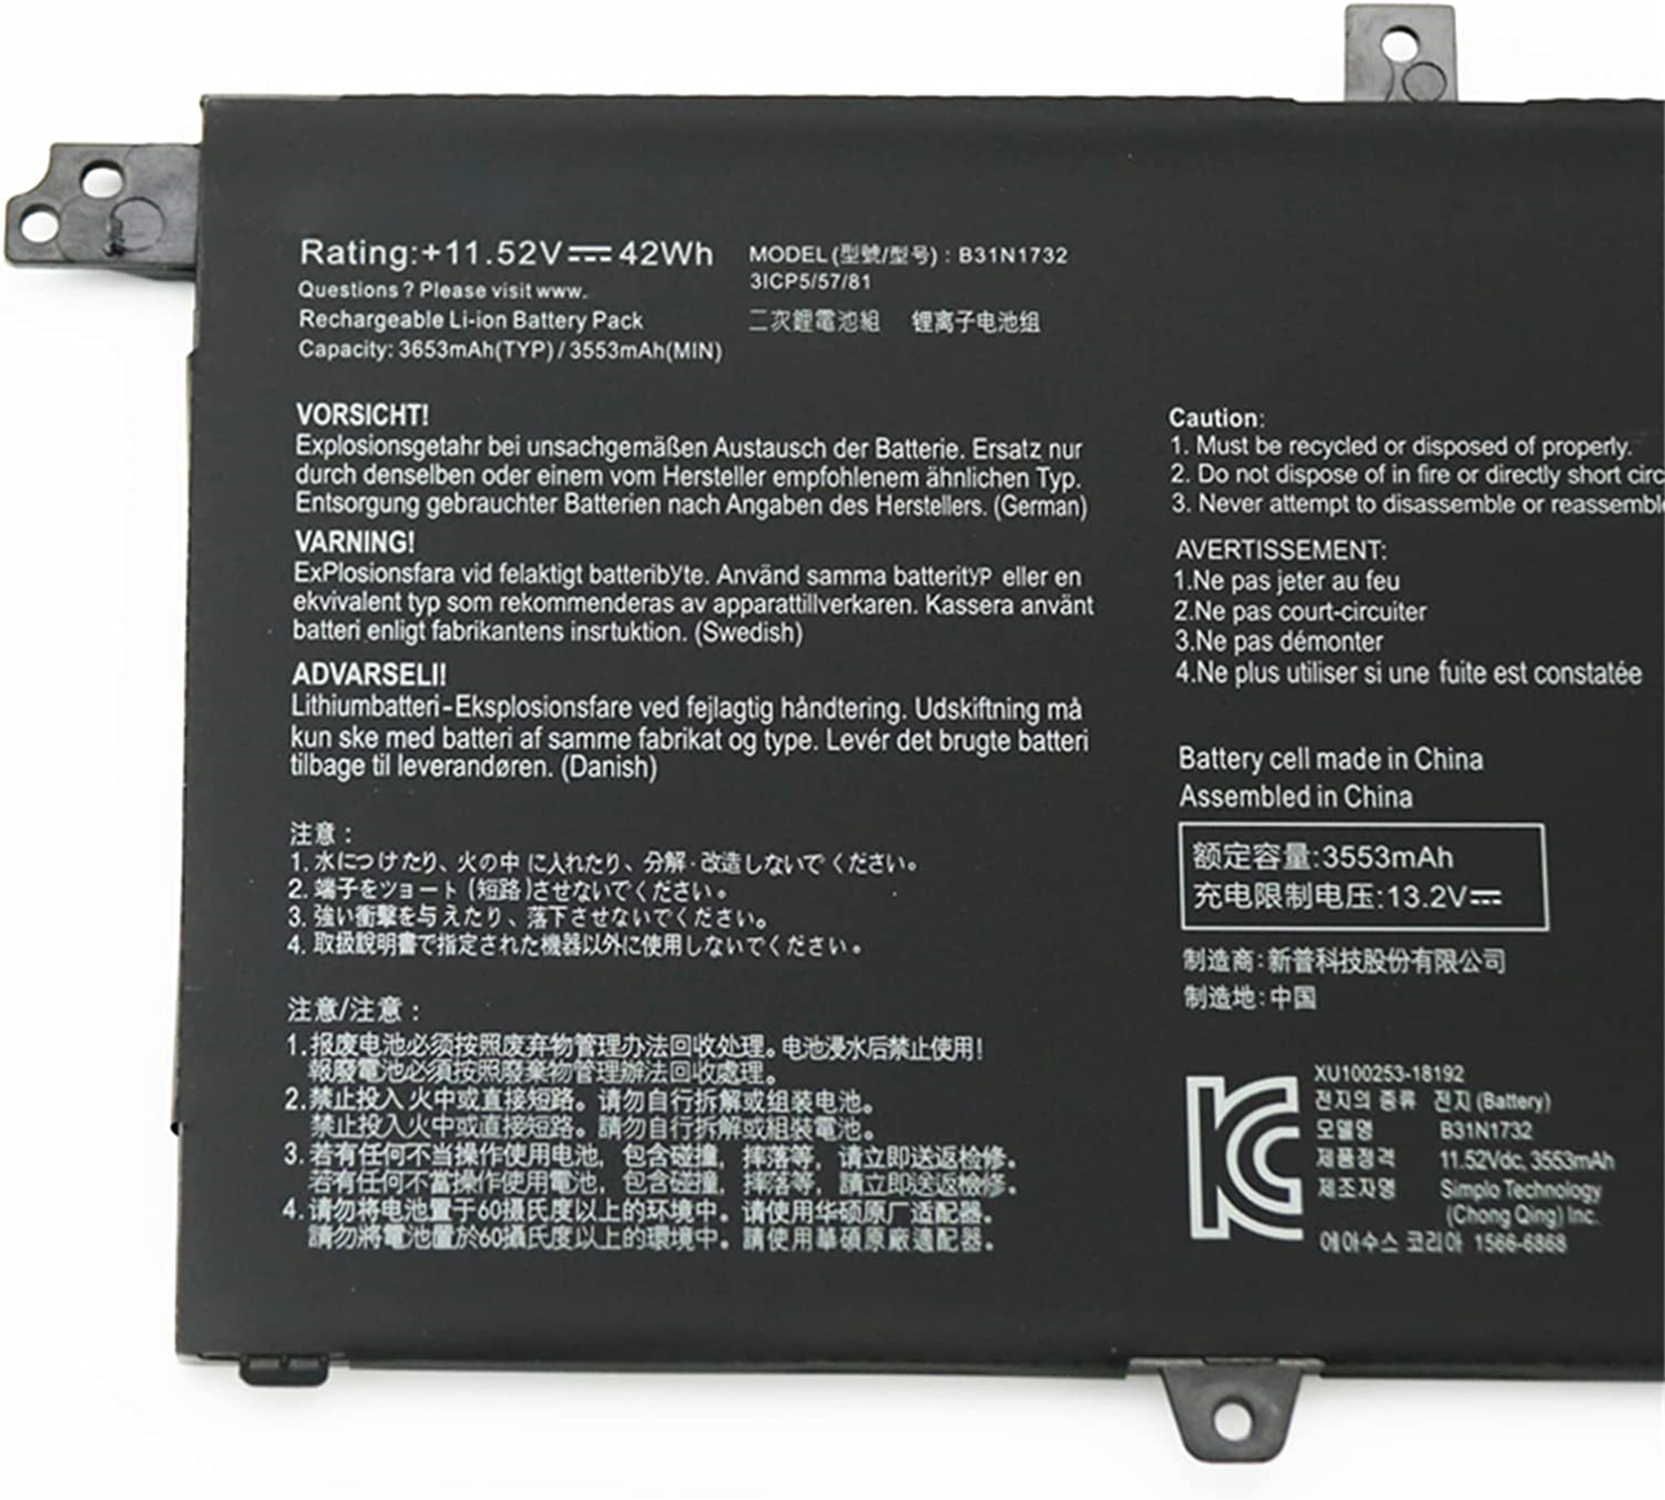 Rating:+11.52V⎓42Wh
Questions ? Please visit www.
Rechargeable Li-ion Battery Pack
Capacity: 3653mAh(TYP) / 3553mAh(MIN)
MODEL (型號/型号) : B31N1732
3ICP5/57/81
二次鋰電池組 锂离子电池组
VORSICHT!
Explosionsgetahr bei unsachgemäßen Austausch der Batterie. Ersatz nur
durch denselben oder einem vom Hersteller empfohlenem ähnlichen Typ.
Entsorgung gebrauchter Batterien nach Angaben des Herstellers. (German)
VARNING!
ExPlosionsfara vid felaktigt batteribyte. Använd samma batterityP eller en
ekvivalent typ som rekommenderas av apparattillverkaren. Kassera använt
batteri enligt fabrikantens insrtuktion. (Swedish)
ADVARSELI!
Lithiumbatteri-Eksplosionsfare ved fejlagtig håndtering. Udskiftning må
kun ske med batteri af samme fabrikat og type. Levér det brugte batteri
tilbage til leverandøren. (Danish)
注意：
1. 水につけたり、火の中 に入れたり、分解·改造しないでください。
2. 端子をツョート (短路)させないでください。
3. 強い衝擊を与えたり、落下させないでください。
4. 取扱説明書で指定された機器以外に使用しないでください。
注意/注意：
1.报废电池必须按照废弃物管理办法回收处理。电池浸水后禁止使用!
報廢電池必須按照廢棄物管理辦法回收處理。
2.禁止投入火中或直接短路。请勿自行拆解或组装电池。
禁止投入火中或直接短路。請勿自行拆解或組裝電池。
3.若有任何不当操作使用电池，包含碰撞，摔落等，请立即送返检修。
若有任何不當操作使用電池，包含碰撞，摔落等，請立即送返檢修。
4.请勿将电池置于60摄氏度以上的环境中。请使用华硕原厂适配器。
請勿將電池置於60攝氏度以上的環境中。請使用華碩原廠適配器。
Caution:
1. Must be recycled or disposed of properly.
2. Do not dispose of in fire or directly short circ
3. Never attempt to disassemble or reassemble
AVERTISSEMENT:
1.Ne pas jeter au feu
2.Ne pas court-circuiter
3.Ne pas démonter
4.Ne plus utiliser si une fuite est constatée
Battery cell made in China
Assembled in China
额定容量:3553mAh
充电限制电压:13.2V⎓
制造商:新普科技股份有限公司
制造地:中国
XU100253-18192
전지의 종류 전지 (Battery)
모델명 B31N1732
제품정격 11.52Vdc, 3553mAh
제조자명 Simplo Technology
(Chong Qing) Inc.
에이수스 코리아 1566-6868